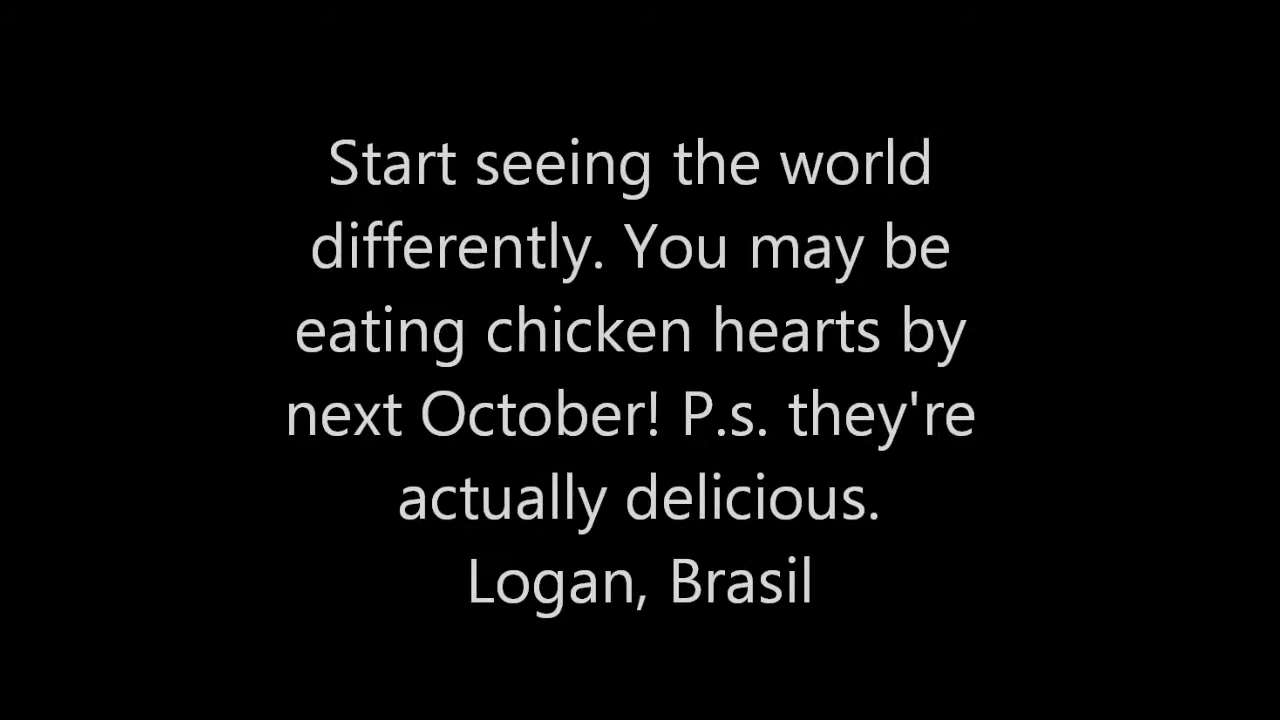 Start seeing the world
differently. You may be
eating chicken hearts by
next October! P.s. they're
actually delicious.
Logan, Brasil